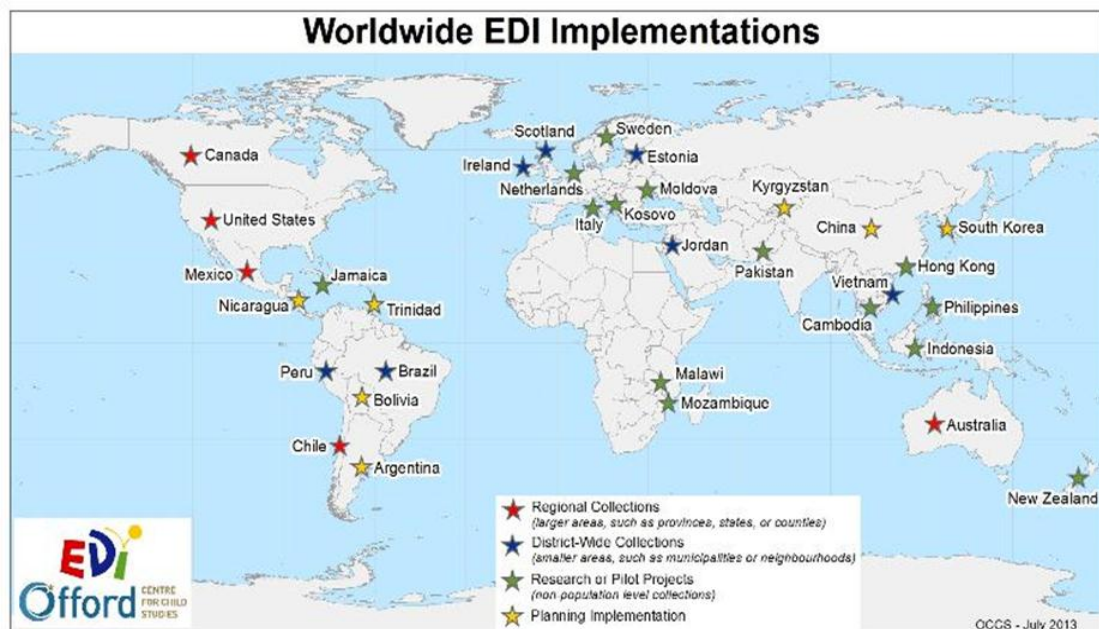 Worldwide EDI Implementations
Canada
United States
Mexico
Jamaica
Nicaragua
Trinidad
Peru
Brazil
Bolivia
Chile
Argentina
Scotland
Sweden
Ireland
Estonia
Netherlands
Moldova
Italy
Kosovo
Jordan
Kyrgyzstan
China
South Korea
Pakistan
Hong Kong
Vietnam
Philippines
Cambodia
Indonesia
Malawi
Mozambique
Australia
New Zealand
Regional Collections
(larger areas, such as provinces, states, or counties)
District-Wide Collections
(smaller areas, such as municipalities or neighbourhoods)
Research or Pilot Projects
(non-population level collections)
Planning Implementation
EDi
Offord
CENTRE
FOR CHILD
STUDIES
OCCS - July 2013